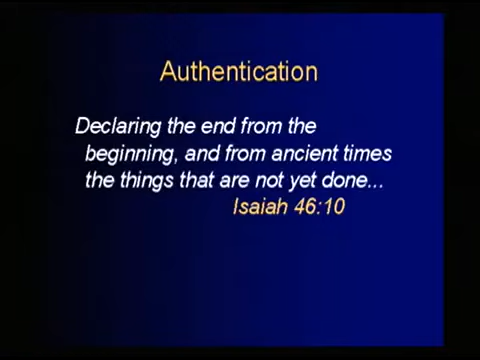 Authentication
Declaring the end from the
beginning, and from ancient times
the things that are not yet done...
Isaiah 46:10